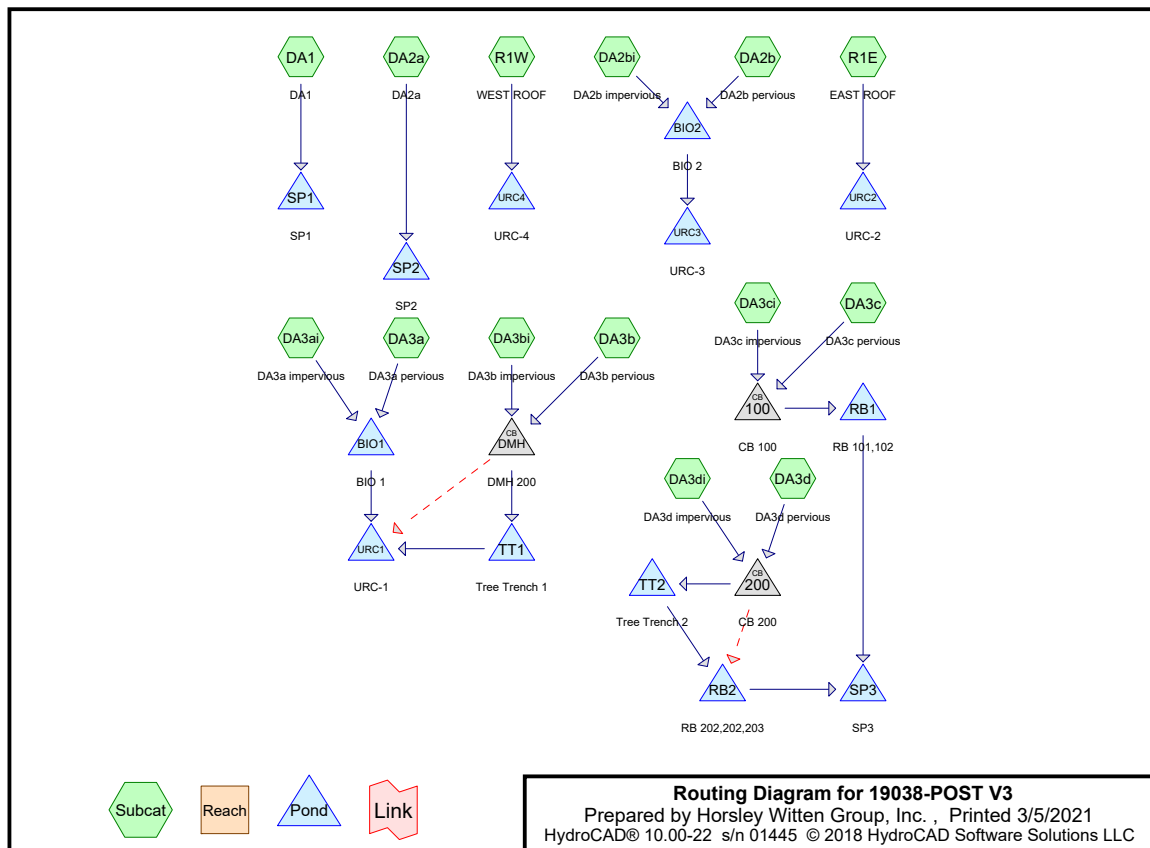 DA1
DA2a
R1W
DA2bi
DA2b
R1E
DA1
DA2a
WEST ROOF
DA2b impervious
DA2b pervious
EAST ROOF
BIO2
BIO 2
SP1
URC4
URC3
URC2
SP1
URC-4
URC-3
URC-2
SP2
SP2
DA3ci
DA3c
DA3c impervious
DA3c pervious
DA3ai
DA3a
DA3bi
DA3b
DA3a impervious
DA3a pervious
DA3b impervious
DA3b pervious
CB
100
RB1
CB 100
RB 101,102
BIO1
CB
DMH
BIO 1
DMH 200
DA3di
DA3d
DA3d impervious
DA3d pervious
URC1
TT1
URC-1
Tree Trench 1
TT2
CB
200
Tree Trench 2
CB 200
RB2
SP3
RB 202,202,203
SP3
Subcat
Reach
Pond
Link
Routing Diagram for 19038-POST V3
Prepared by Horsley Witten Group, Inc. , Printed 3/5/2021
HydroCAD® 10.00-22 s/n 01445 © 2018 HydroCAD Software Solutions LLC